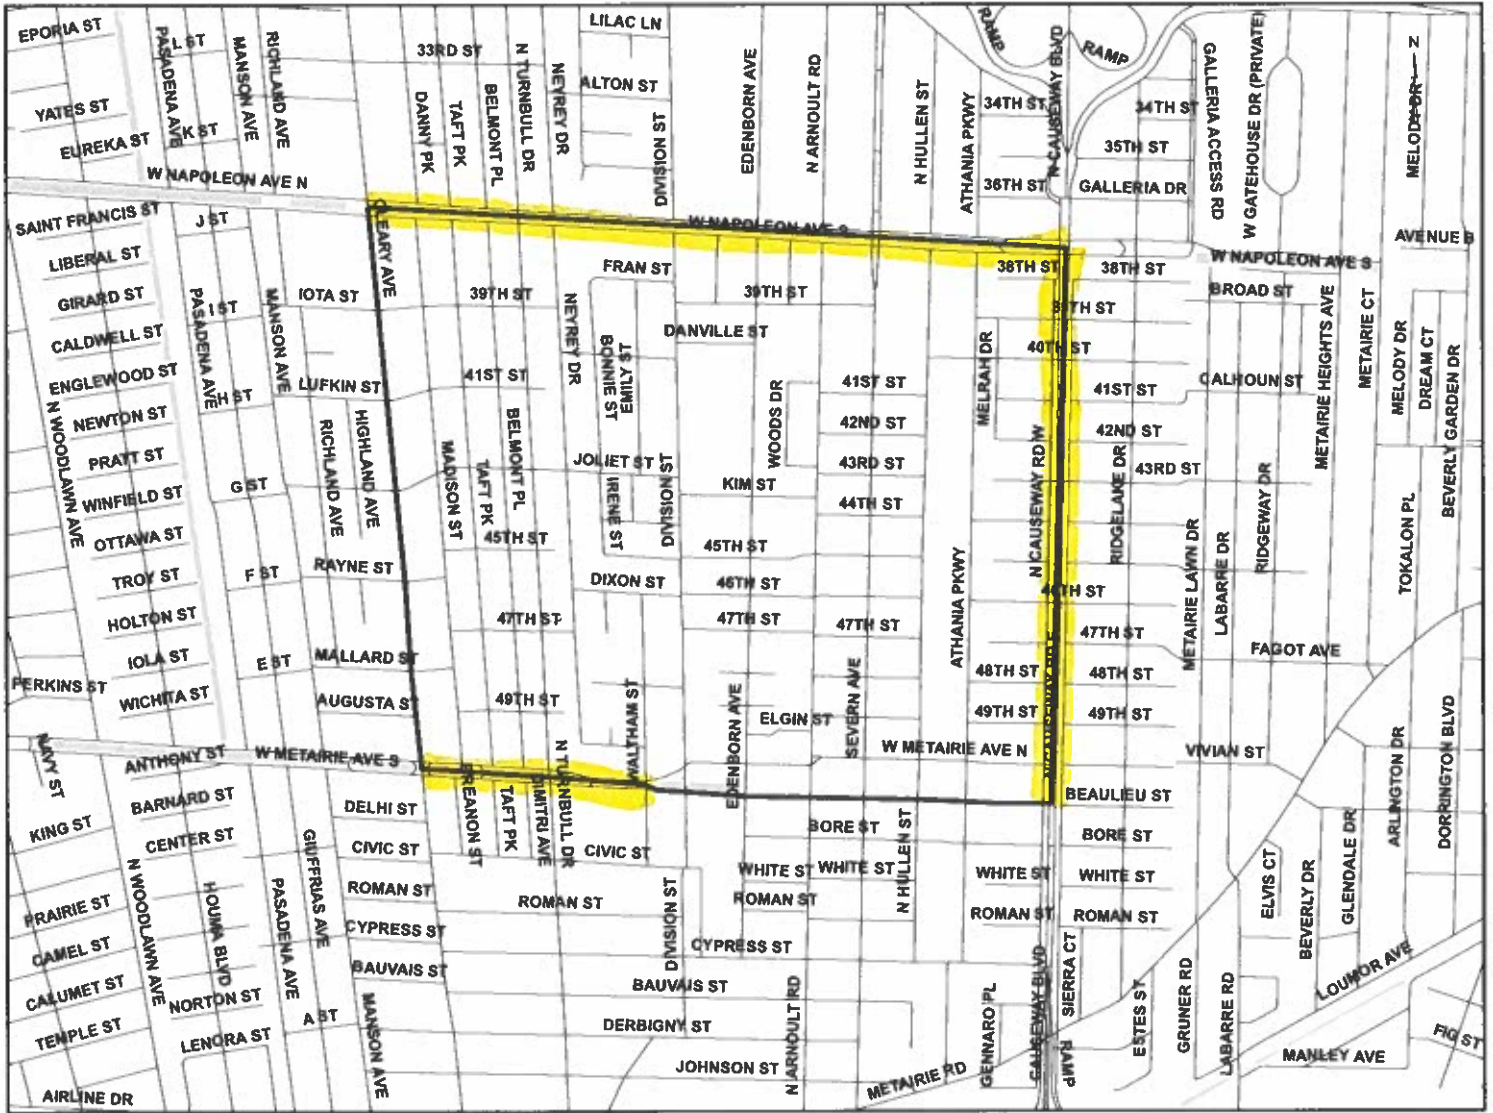 EPORIA ST
L ST
PASADENA AVE
MANSON AVE
RICHLAND AVE
33RD ST
N TURNBULL DR
LILAC LN
ALTON ST
NEYREY DR
BELMONT PL
TAFT PK
DANNY PK
DIVISION ST
EDENBORN AVE
N ARNOULT RD
N HULLEN ST
ATHANIA PKWY
RAMP
N CAUSEWAY BLVD
RAMP
34TH ST
34TH ST
35TH ST
36TH ST
GALLERIA DR
GALLERIA ACCESS RD
W GATEHOUSE DR (PRIVATE)
N
MELODY DR
YATES ST
EUREKA ST
K ST
W NAPOLEON AVE N
SAINT FRANCIS ST
J ST
CLEARY AVE
W NAPOLEON AVE S
AVENUE B
W NAPOLEON AVE S
LIBERAL ST
FRAN ST
38TH ST
38TH ST
GIRARD ST
PASADENA AVE
I ST
MANSON AVE
IOTA ST
39TH ST
NEYREY DR
39TH ST
BROAD ST
METAIRIE HEIGHTS AVE
METAIRIE CT
CALDWELL ST
DANVILLE ST
40TH ST
MELODY DR
DREAM CT
BEVERLY GARDEN DR
ENGLEWOOD ST
H ST
LUFKIN ST
41ST ST
BONNIE ST
EMILY ST
WOODS DR
41ST ST
MELRAH DR
41ST ST
CALHOUN ST
N WOODLAWN AVE
NEWTON ST
RICHLAND AVE
HIGHLAND AVE
BELMONT PL
42ND ST
42ND ST
PRATT ST
MADISON ST
TAFT PK
JOLIET ST
DIVISION ST
43RD ST
N CAUSEWAY RD W
RIDGELAKE DR
43RD ST
RIDGEWAY DR
WINFIELD ST
G ST
IRENE ST
KIM ST
44TH ST
TOKALON PL
OTTAWA ST
45TH ST
45TH ST
METAIRIE LAWN DR
LABARRE DR
TROY ST
F ST
RAYNE ST
DIXON ST
46TH ST
ATHANIA PKWY
46TH ST
HOLTON ST
47TH ST
47TH ST
47TH ST
47TH ST
FAGOT AVE
IOLA ST
E ST
MALLARD ST
48TH ST
48TH ST
PERKINS ST
WICHITA ST
AUGUSTA ST
49TH ST
WALTHAM ST
EDENBORN AVE
ELGIN ST
SEVERN AVE
49TH ST
49TH ST
ARLINGTON DR
DORRINGTON BLVD
NAVY ST
ANTHONY ST
W METAIRIE AVE S
N TURNBULL DR
W METAIRIE AVE N
VIVIAN ST
BARNARD ST
DELHI ST
BREANON ST
TAFT PK
DIMITRI AVE
BEAULIEU ST
KING ST
CENTER ST
GIUFFRIAS AVE
CIVIC ST
CIVIC ST
BORE ST
N HULLEN ST
BORE ST
N WOODLAWN AVE
HOUMA BLVD
PASADENA AVE
ROMAN ST
ROMAN ST
DIVISION ST
WHITE ST
WHITE ST
WHITE ST
WHITE ST
ELVIS CT
BEVERLY DR
GLENDALE DR
PRAIRIE ST
ROMAN ST
ROMAN ST
ROMAN ST
CAMEL ST
CYPRESS ST
CYPRESS ST
CAUSEWAY BLVD
SIERRA CT
CALUMET ST
NORTON ST
BAUVAIS ST
BAUVAIS ST
N ARNOULT RD
GENNARO PL
ESTES ST
GRUNER RD
LABARRE RD
LOUMOR AVE
TEMPLE ST
LENORA ST
A ST
MANSON AVE
DERBIGNY ST
RAMP
FIG ST
AIRLINE DR
JOHNSON ST
METAIRIE RD
MANLEY AVE